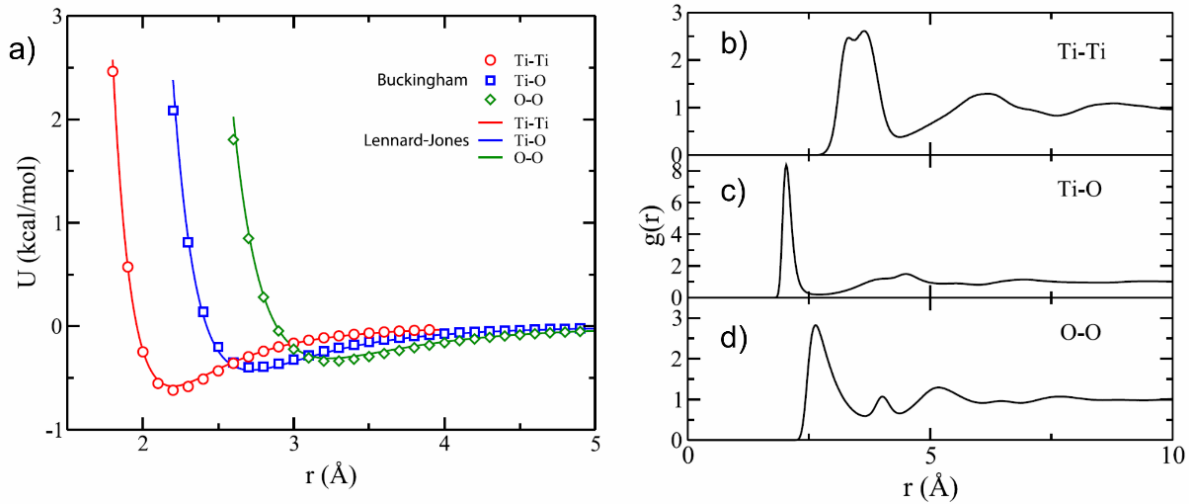 a)
3
2
1
0
-1
U (kcal/mol)
2
3
4
5
r (Å)
Buckingham
Ti-Ti
Ti-O
O-O
Lennard-Jones
Ti-Ti
Ti-O
O-O
b)
Ti-Ti
3
2
1
0
c)
Ti-O
8
6
4
2
0
g(r)
d)
O-O
3
2
1
0
0
5
10
r (Å)